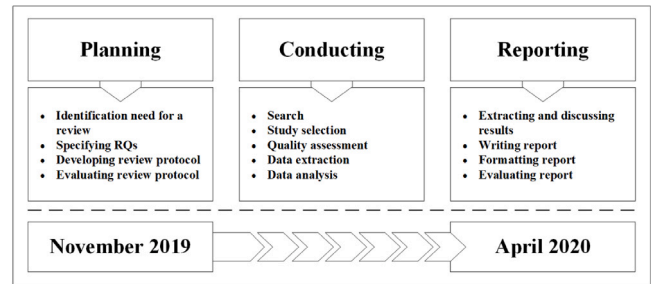 Planning
Conducting
Reporting
• Identification need for a
review
• Specifying RQs
• Developing review protocol
• Evaluating review protocol
• Search
• Study selection
• Quality assessment
• Data extraction
• Data analysis
• Extracting and discussing
results
• Writing report
• Formatting report
• Evaluating report
November 2019
April 2020